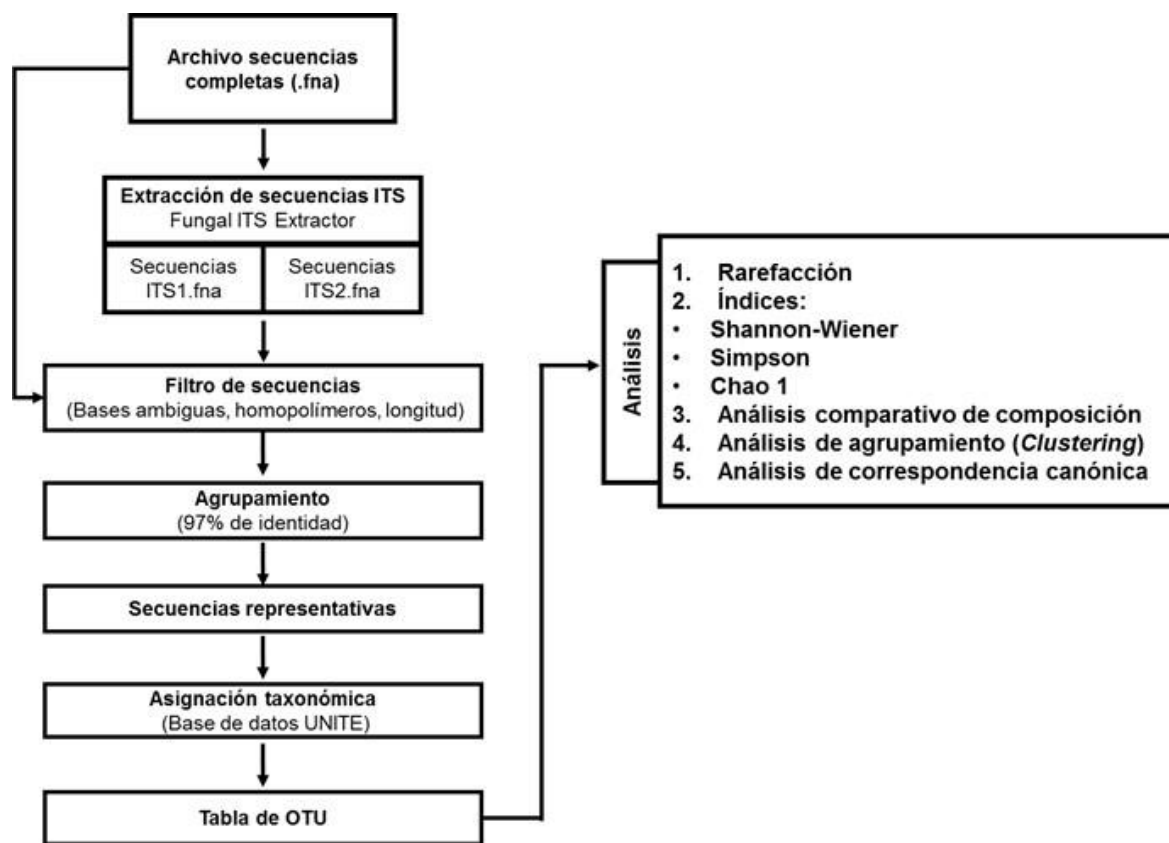 Archivo secuencias
completas (.fna)
Extracción de secuencias ITS
Fungal ITS Extractor
Secuencias
ITS1.fna
Secuencias
ITS2.fna
Filtro de secuencias
(Bases ambiguas, homopolímeros, longitud)
Agrupamiento
(97% de identidad)
Secuencias representativas
Asignación taxonómica
(Base de datos UNITE)
Tabla de OTU
Análisis
1. Rarefacción
2. Índices:
• Shannon-Wiener
• Simpson
• Chao 1
3. Análisis comparativo de composición
4. Análisis de agrupamiento (Clustering)
5. Análisis de correspondencia canónica